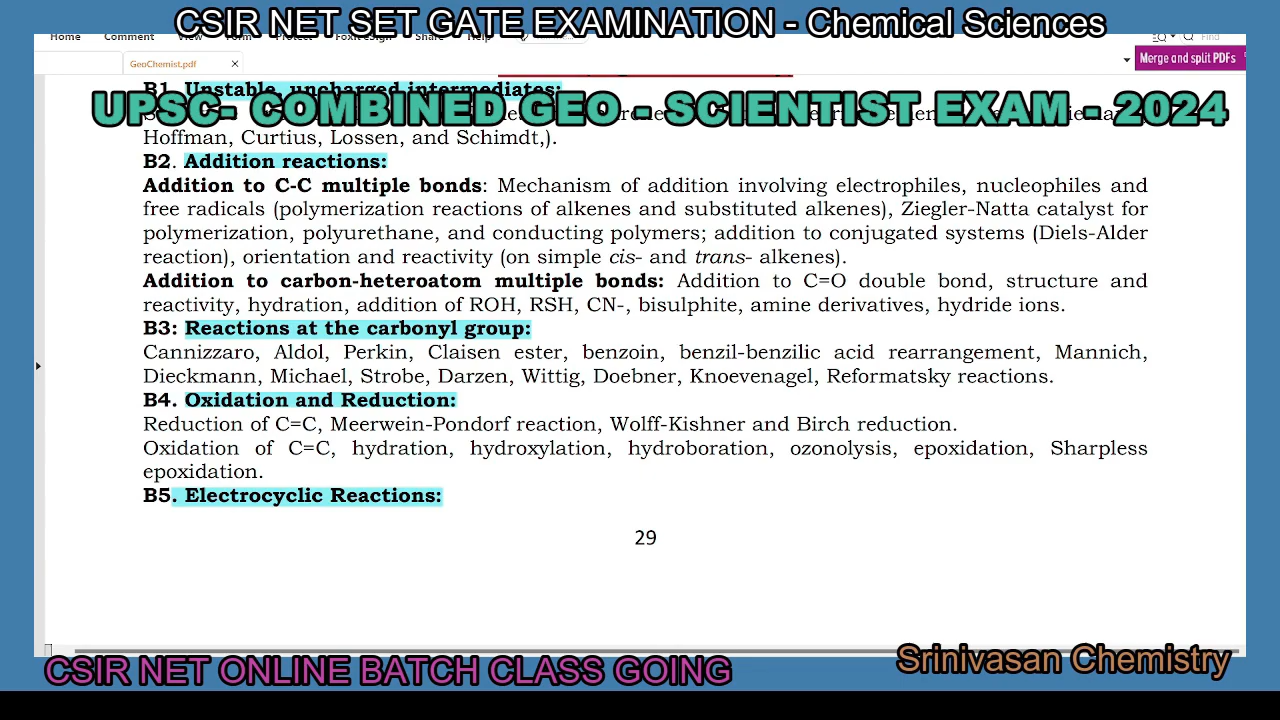 CSIR NET SET GATE EXAMINATION - Chemical Sciences
Home Comment View Form Protect Foxit eSign Share Help Find
GeoChemist.pdf
Merge and split PDFs
B1. Unstable, uncharged intermediates:
UPSC- COMBINED GEO - SCIENTIST EXAM - 2024
Hoffman, Curtius, Lossen, and Schimdt,).
B2. Addition reactions:
Addition to C-C multiple bonds: Mechanism of addition involving electrophiles, nucleophiles and
free radicals (polymerization reactions of alkenes and substituted alkenes), Ziegler-Natta catalyst for
polymerization, polyurethane, and conducting polymers; addition to conjugated systems (Diels-Alder
reaction), orientation and reactivity (on simple cis- and trans- alkenes).
Addition to carbon-heteroatom multiple bonds: Addition to C=O double bond, structure and
reactivity, hydration, addition of ROH, RSH, CN-, bisulphite, amine derivatives, hydride ions.
B3: Reactions at the carbonyl group:
Cannizzaro, Aldol, Perkin, Claisen ester, benzoin, benzil-benzilic acid rearrangement, Mannich,
Dieckmann, Michael, Strobe, Darzen, Wittig, Doebner, Knoevenagel, Reformatsky reactions.
B4. Oxidation and Reduction:
Reduction of C=C, Meerwein-Pondorf reaction, Wolff-Kishner and Birch reduction.
Oxidation of C=C, hydration, hydroxylation, hydroboration, ozonolysis, epoxidation, Sharpless
epoxidation.
B5. Electrocyclic Reactions:
29
Srinivasan Chemistry
CSIR NET ONLINE BATCH CLASS GOING